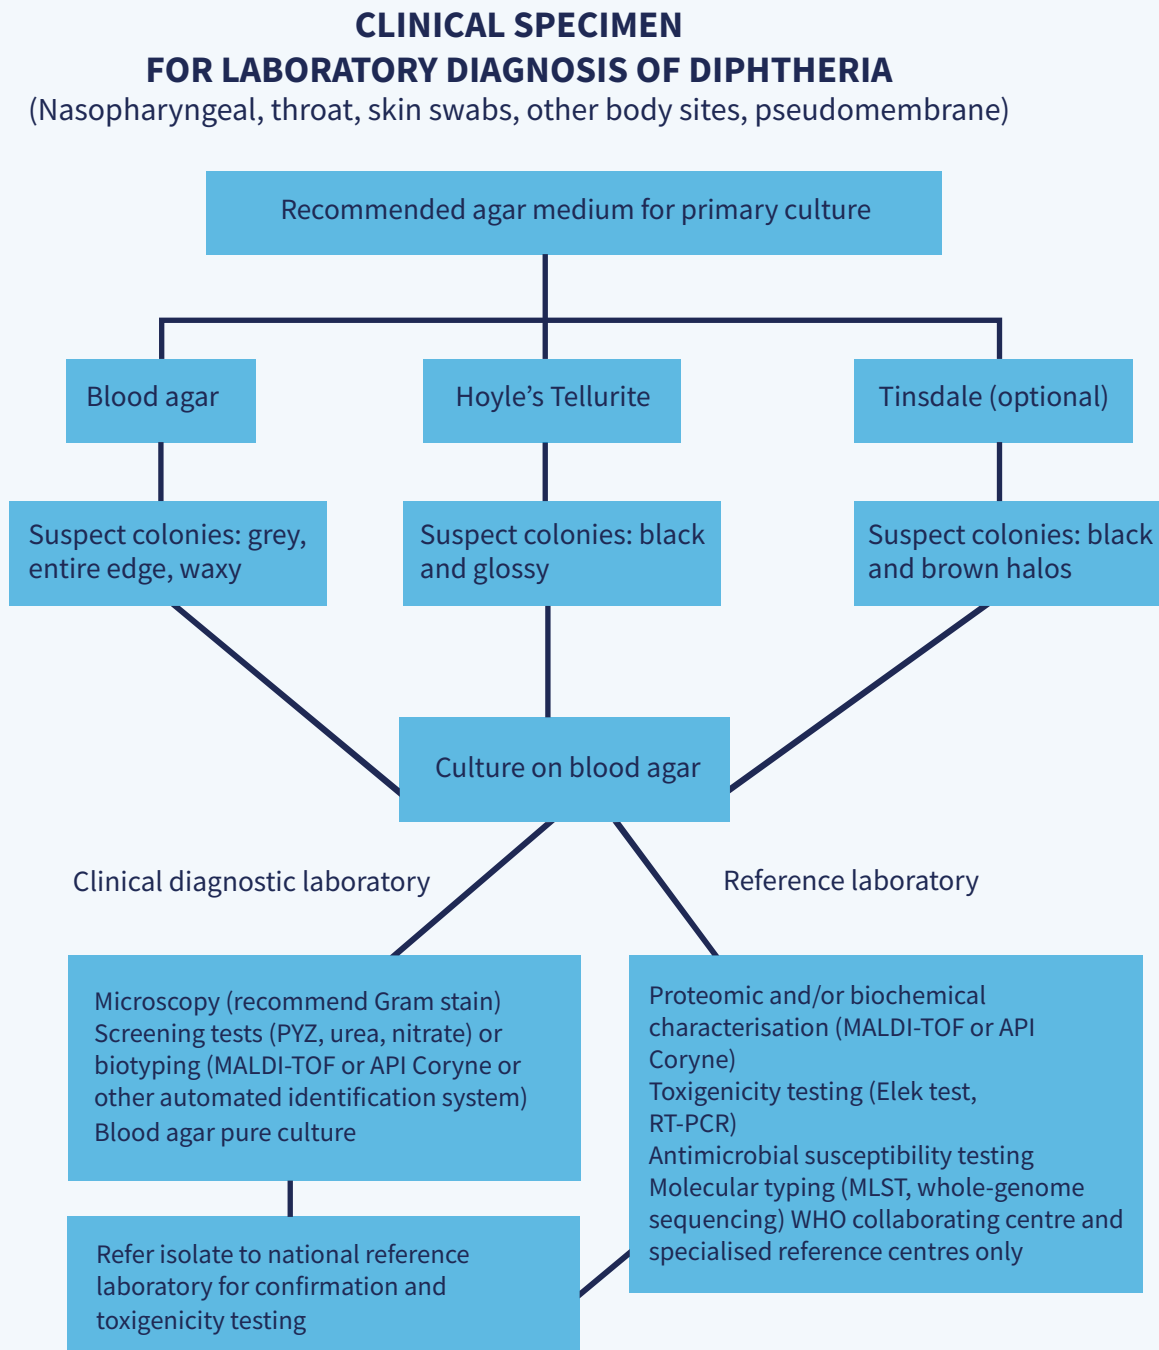 CLINICAL SPECIMEN
FOR LABORATORY DIAGNOSIS OF DIPHTHERIA
(Nasopharyngeal, throat, skin swabs, other body sites, pseudomembrane)
Recommended agar medium for primary culture
Blood agar
Hoyle’s Tellurite
Tinsdale (optional)
Suspect colonies: grey,
entire edge, waxy
Suspect colonies: black
and glossy
Suspect colonies: black
and brown halos
Culture on blood agar
Clinical diagnostic laboratory
Reference laboratory
Microscopy (recommend Gram stain)
Screening tests (PYZ, urea, nitrate) or
biotyping (MALDI-TOF or API Coryne or
other automated identification system)
Blood agar pure culture
Proteomic and/or biochemical
characterisation (MALDI-TOF or API
Coryne)
Toxigenicity testing (Elek test,
RT-PCR)
Antimicrobial susceptibility testing
Molecular typing (MLST, whole-genome
sequencing) WHO collaborating centre and
specialised reference centres only
Refer isolate to national reference
laboratory for confirmation and
toxigenicity testing